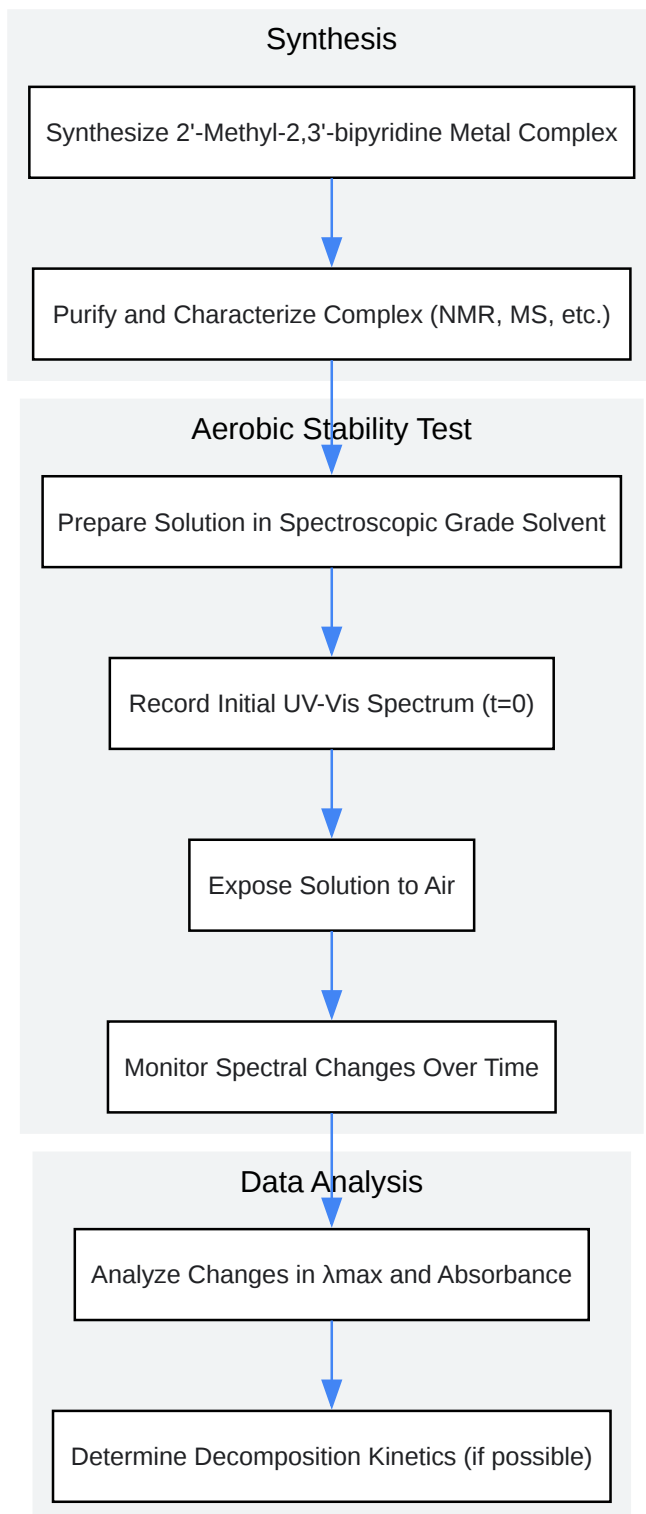 Synthesis
Synthesize 2'-Methyl-2,3'-bipyridine Metal Complex
Purify and Characterize Complex (NMR, MS, etc.)
Aerobic Stability Test
Prepare Solution in Spectroscopic Grade Solvent
Record Initial UV-Vis Spectrum (t=0)
Expose Solution to Air
Monitor Spectral Changes Over Time
Data Analysis
Analyze Changes in λmax and Absorbance
Determine Decomposition Kinetics (if possible)